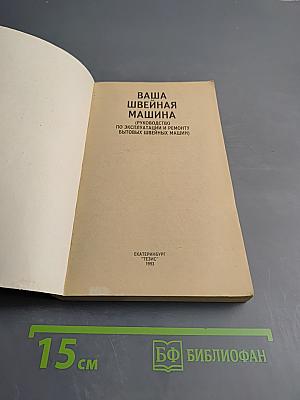 ВАША
ШВЕЙНАЯ
МАШИНА
(РУКОВОДСТВО
ПО ЭКСПЛУАТАЦИИ И РЕМОНТУ
БЫТОВЫХ ШВЕЙНЫХ МАШИН)
ЕКАТЕРИНБУРГ
"ТЕЗИС"
1993
15 СМ
БФ БИБЛИОФАН